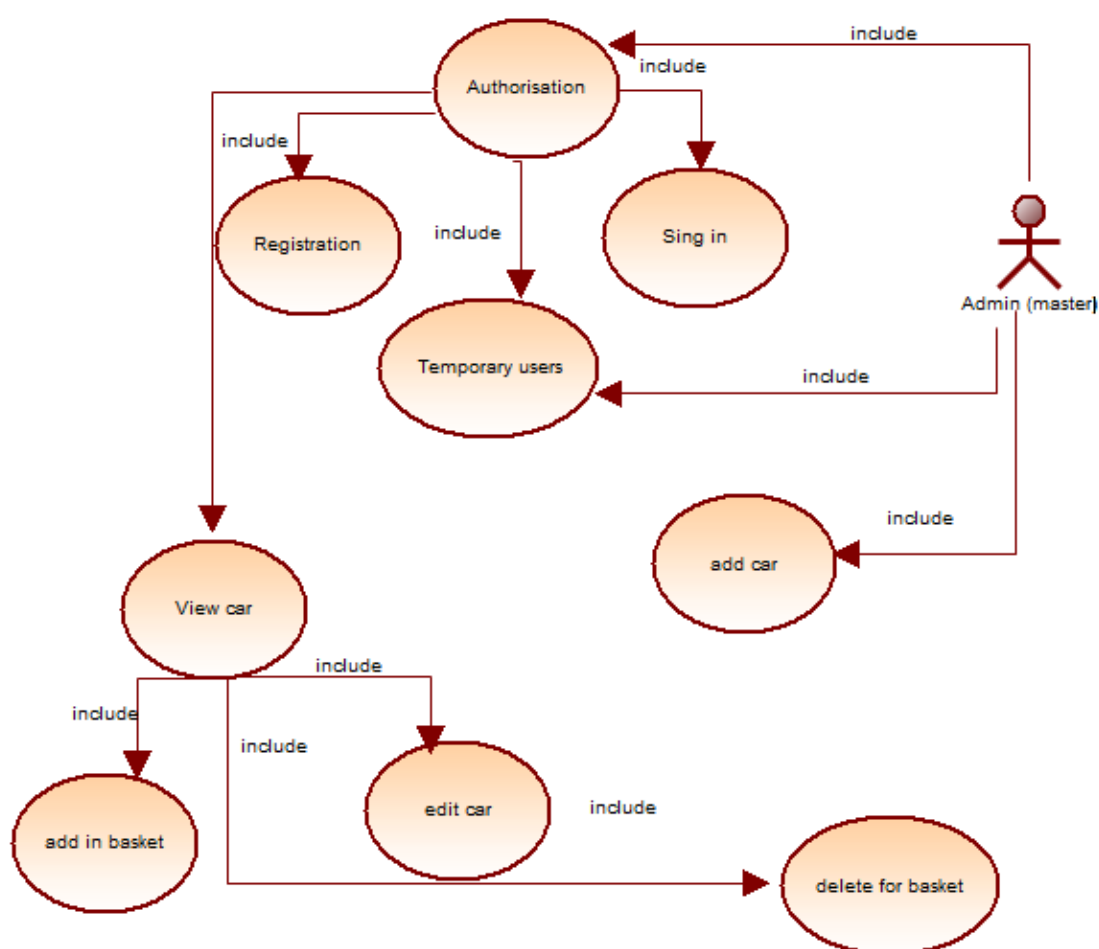 include
include
Authorisation
include
Registration
include
Sing in
Admin (master)
Temporary users
include
include
add car
View car
include
include
include
edit car
include
add in basket
delete for basket